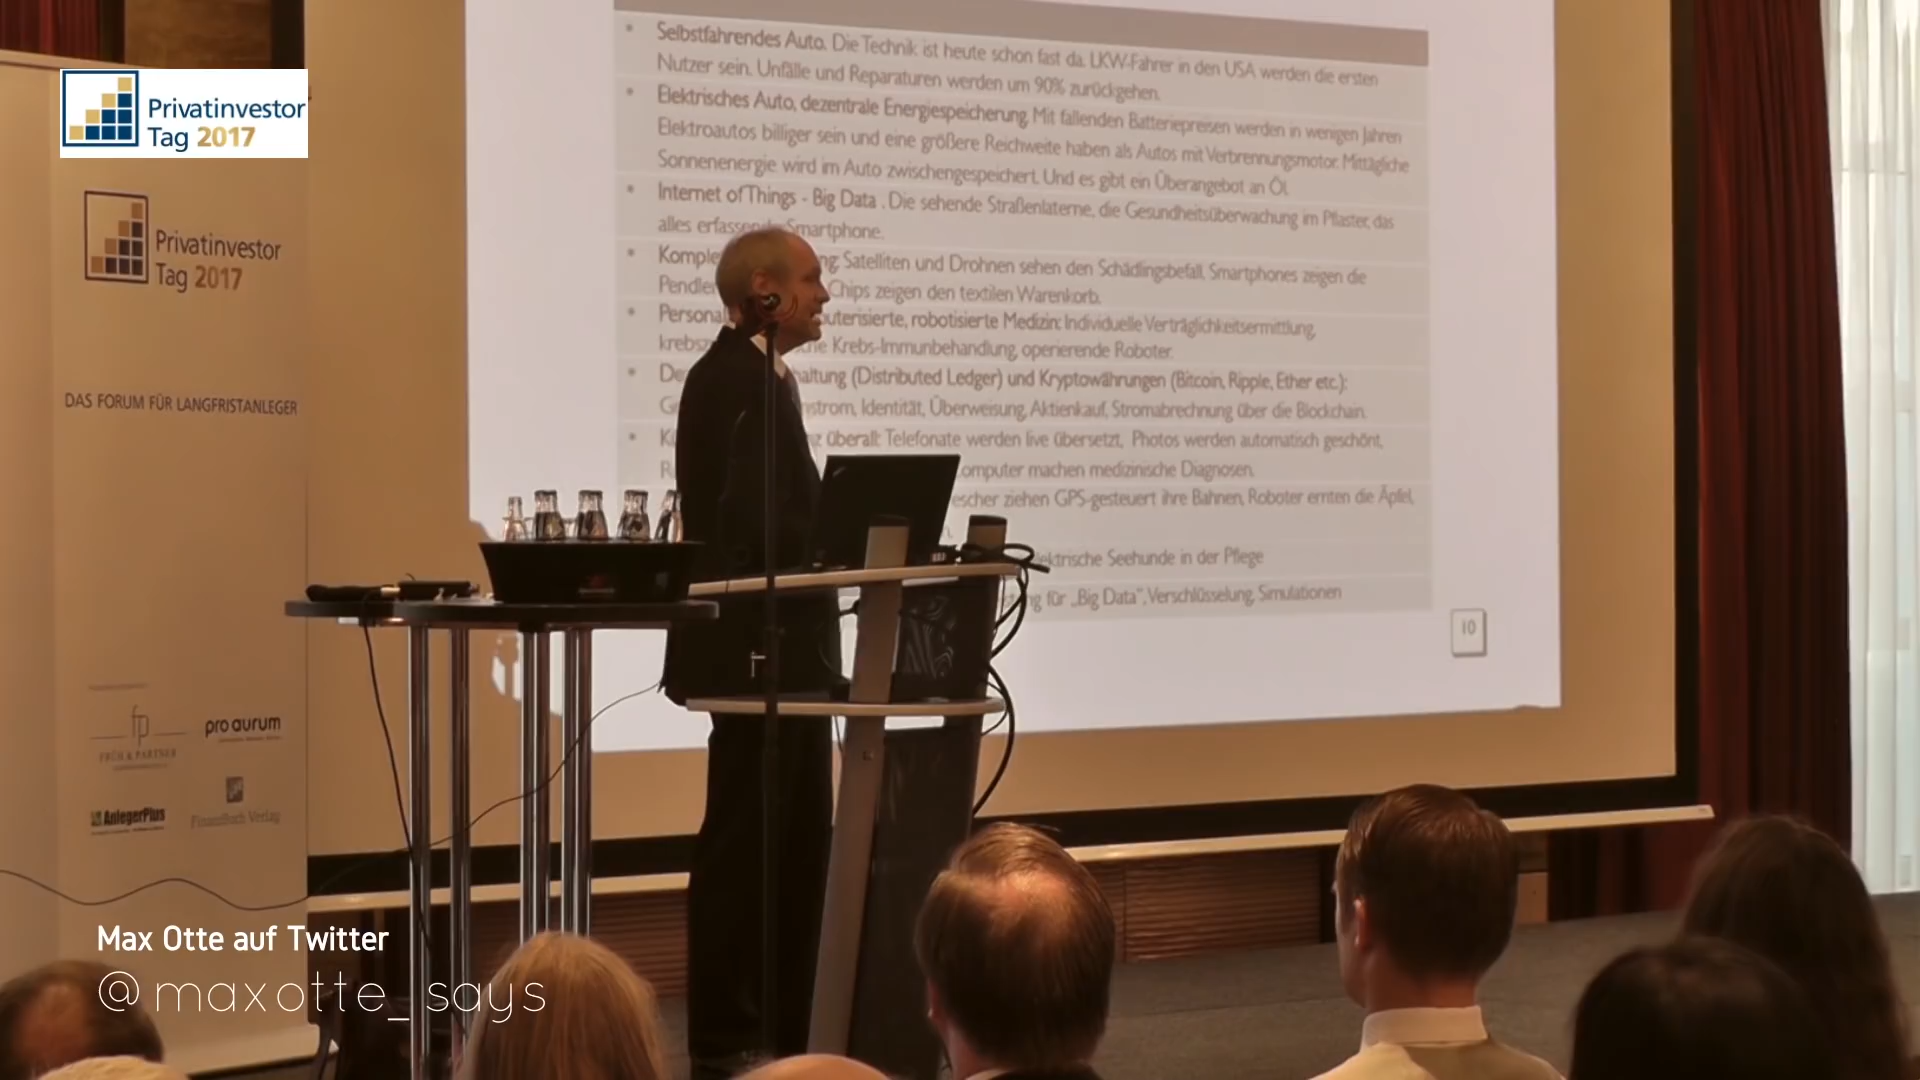 Privatinvestor
Tag 2017
Privatinvestor
Tag 2017
DAS FORUM FÜR LANGFRISTANLEGER
fp
FRÜH & PARTNER
pro aurum
AnlegerPlus
FinanzBuch Verlag
• Selbstfahrendes Auto. Die Technik ist heute schon fast da. LKW-Fahrer in den USA werden die ersten
Nutzer sein. Unfälle und Reparaturen werden um 90% zurückgehen.
• Elektrisches Auto, dezentrale Energiespeicherung. Mit fallenden Batteriepreisen werden in wenigen Jahren
Elektroautos billiger sein und eine größere Reichweite haben als Autos mit Verbrennungsmotor. Mittägliche
Sonnenenergie wird im Auto zwischengespeichert. Und es gibt ein Überangebot an Öl.
• Internet of Things - Big Data . Die sehende Straßenlaterne, die Gesundheitsüberwachung im Pflaster, das
alles Smartphone.
• Satelliten und Drohnen sehen den Schädlingsbefall, Smartphones zeigen die
Chips zeigen den textilen Warenkorb.
• robotisierte Medizin: Individuelle Verträglichkeitsermittlung,
Krebs-Immunbehandlung, operierende Roboter.
• (Distributed Ledger) und Kryptowährungen (Bitcoin, Ripple, Ether etc.):
Identität, Überweisung, Aktienkauf, Stromabrechnung über die Blockchain.
• überall: Telefonate werden live übersetzt, Photos werden automatisch geschönt,
machen medizinische Diagnosen.
ziehen GPS-gesteuert ihre Bahnen, Roboter ernten die Äpfel,
Seehunde in der Pflege
für „Big Data", Verschlüsselung, Simulationen
10
Max Otte auf Twitter
@maxotte_says